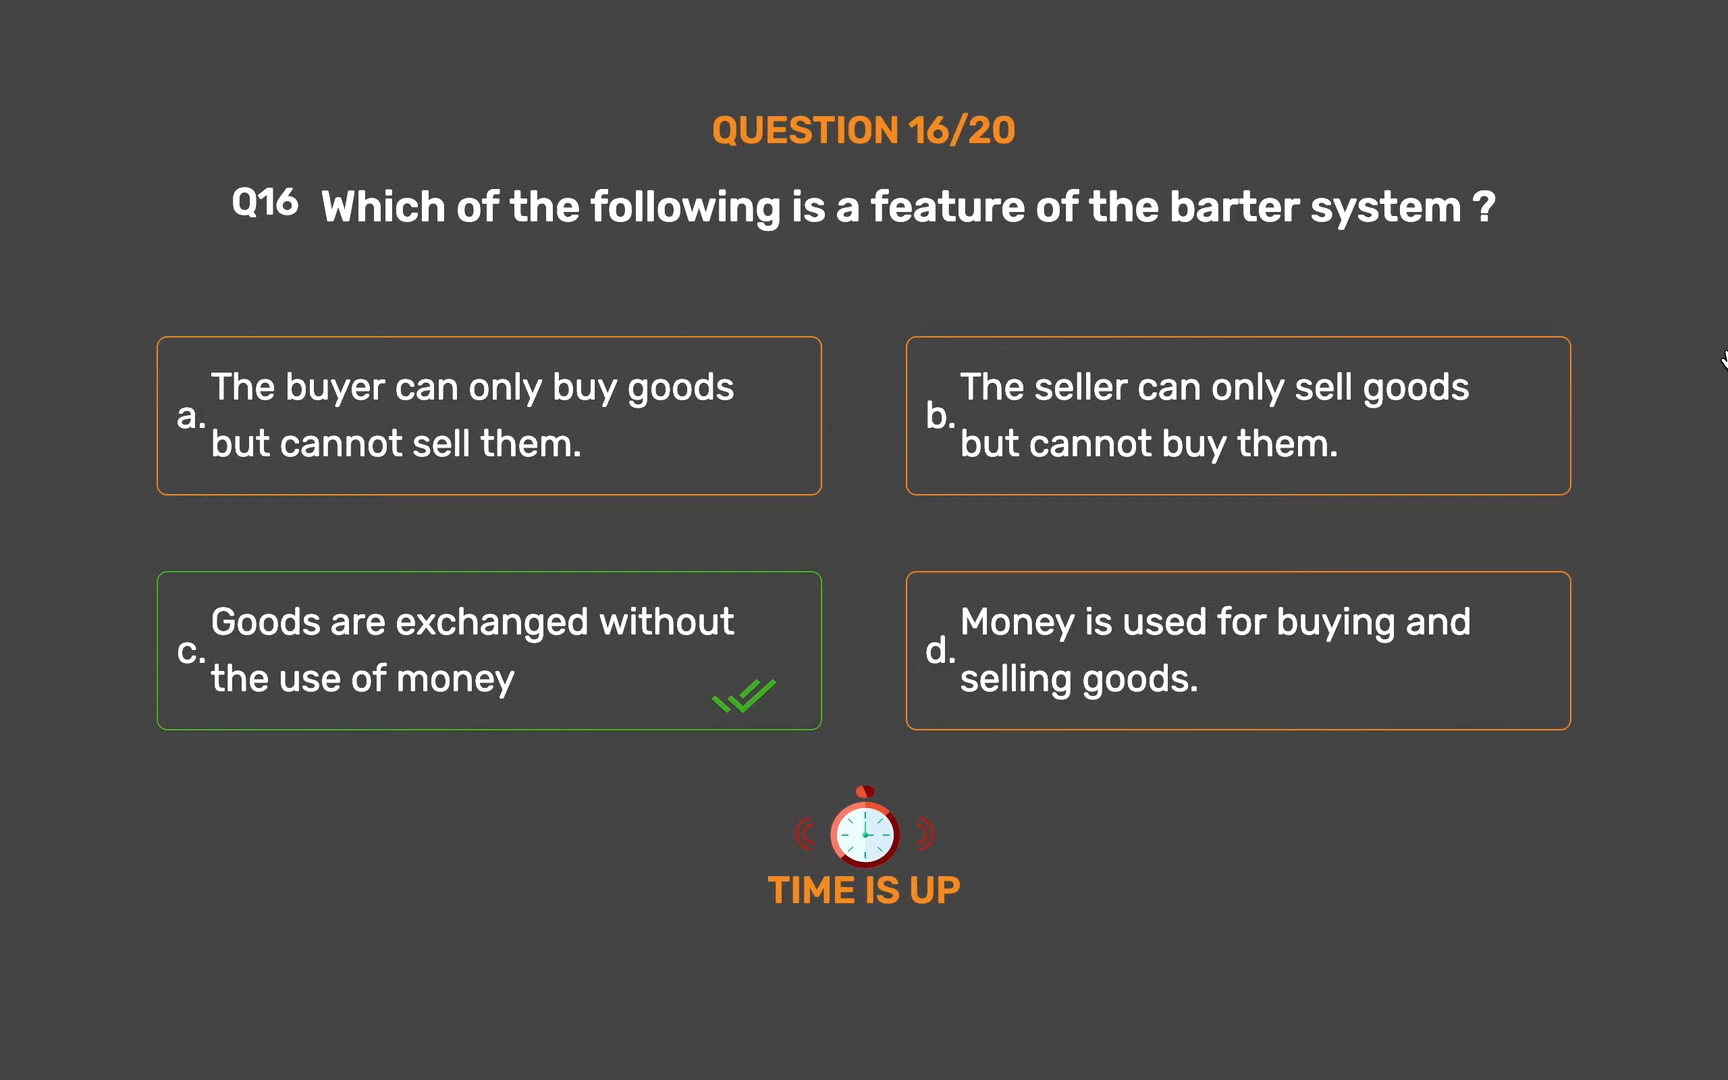 QUESTION 16/20
Q16 Which of the following is a feature of the barter system ?
a. The buyer can only buy goods
but cannot sell them.
b. The seller can only sell goods
but cannot buy them.
c. Goods are exchanged without
the use of money
d. Money is used for buying and
selling goods.
TIME IS UP